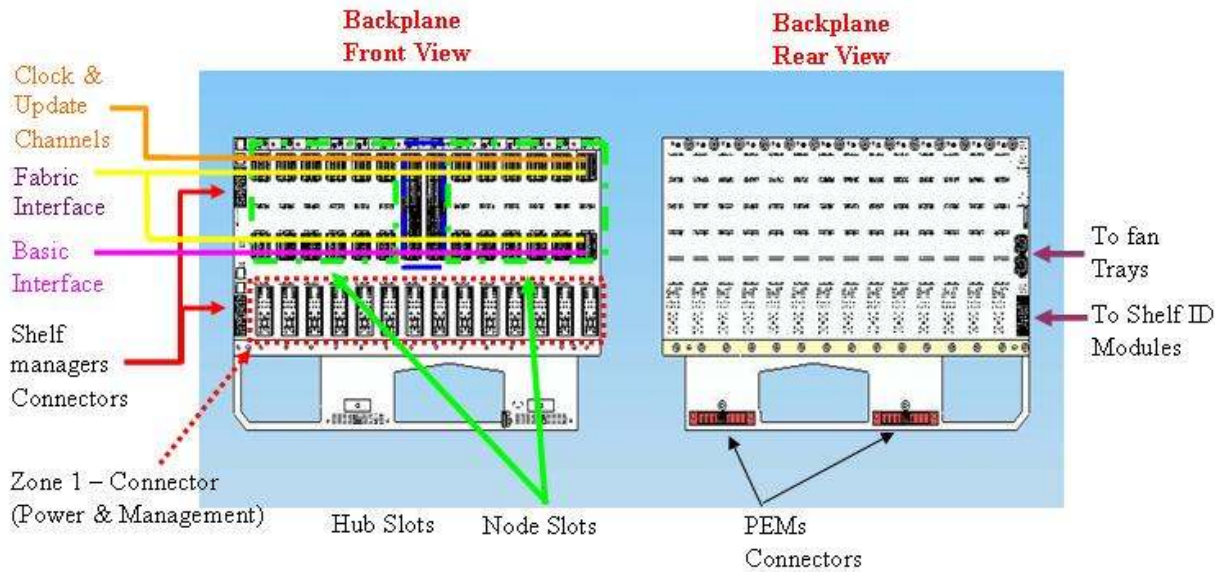 Backplane
Front View
Backplane
Rear View
Clock &
Update
Channels
Fabric
Interface
Basic
Interface
Shelf
managers
Connectors
Zone 1 – Connector
(Power & Management)
Hub Slots
Node Slots
To fan
Trays
To Shelf ID
Modules
PEMs
Connectors